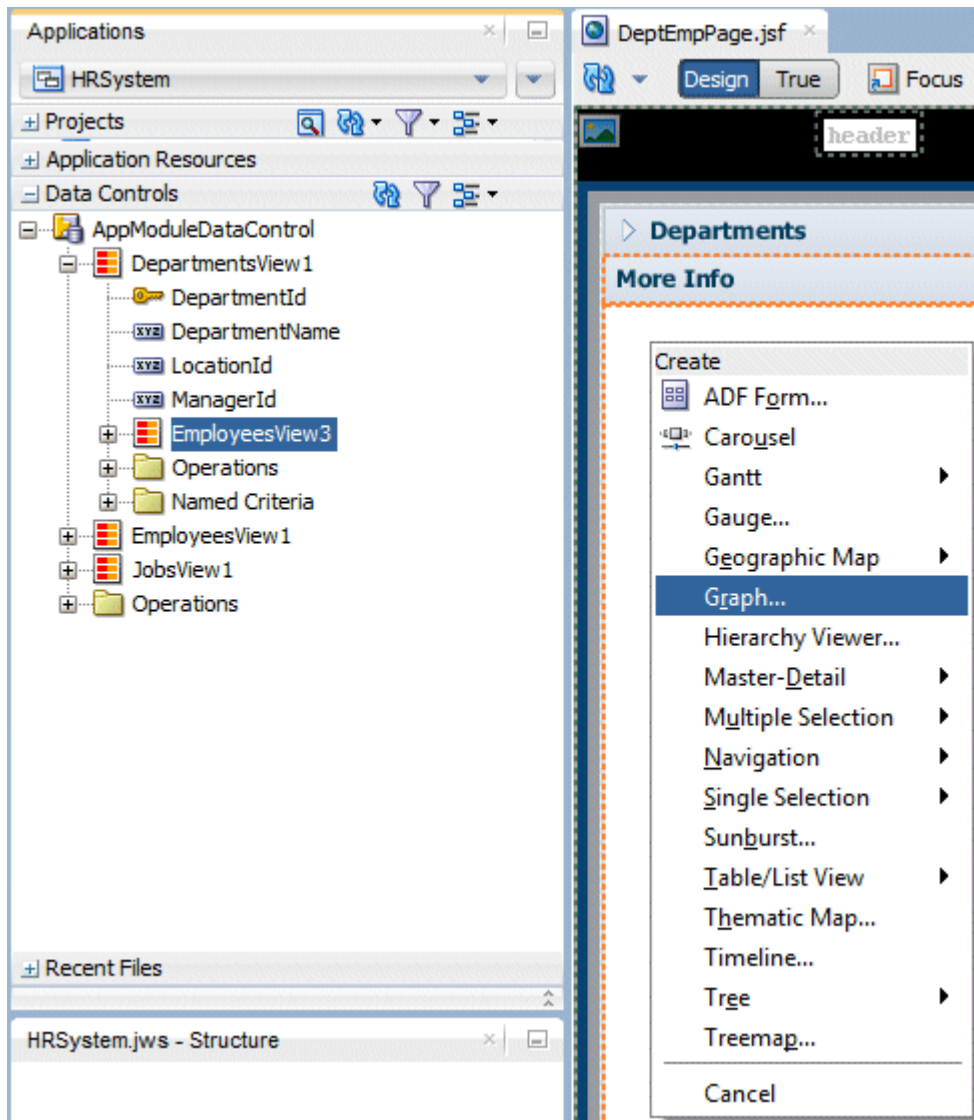 Applications
HRSystem
Projects
Application Resources
Data Controls
AppModuleDataControl
DepartmentsView1
DepartmentId
XYZ DepartmentName
XYZ LocationId
XYZ ManagerId
EmployeesView3
Operations
Named Criteria
EmployeesView1
JobsView1
Operations
Recent Files
HRSystem.jws - Structure
DeptEmpPage.jsf
Design True Focus
header
Departments
More Info
Create
ADF Form...
Carousel
Gantt
Gauge...
Geographic Map
Graph...
Hierarchy Viewer...
Master-Detail
Multiple Selection
Navigation
Single Selection
Sunburst...
Table/List View
Thematic Map...
Timeline...
Tree
Treemap...
Cancel